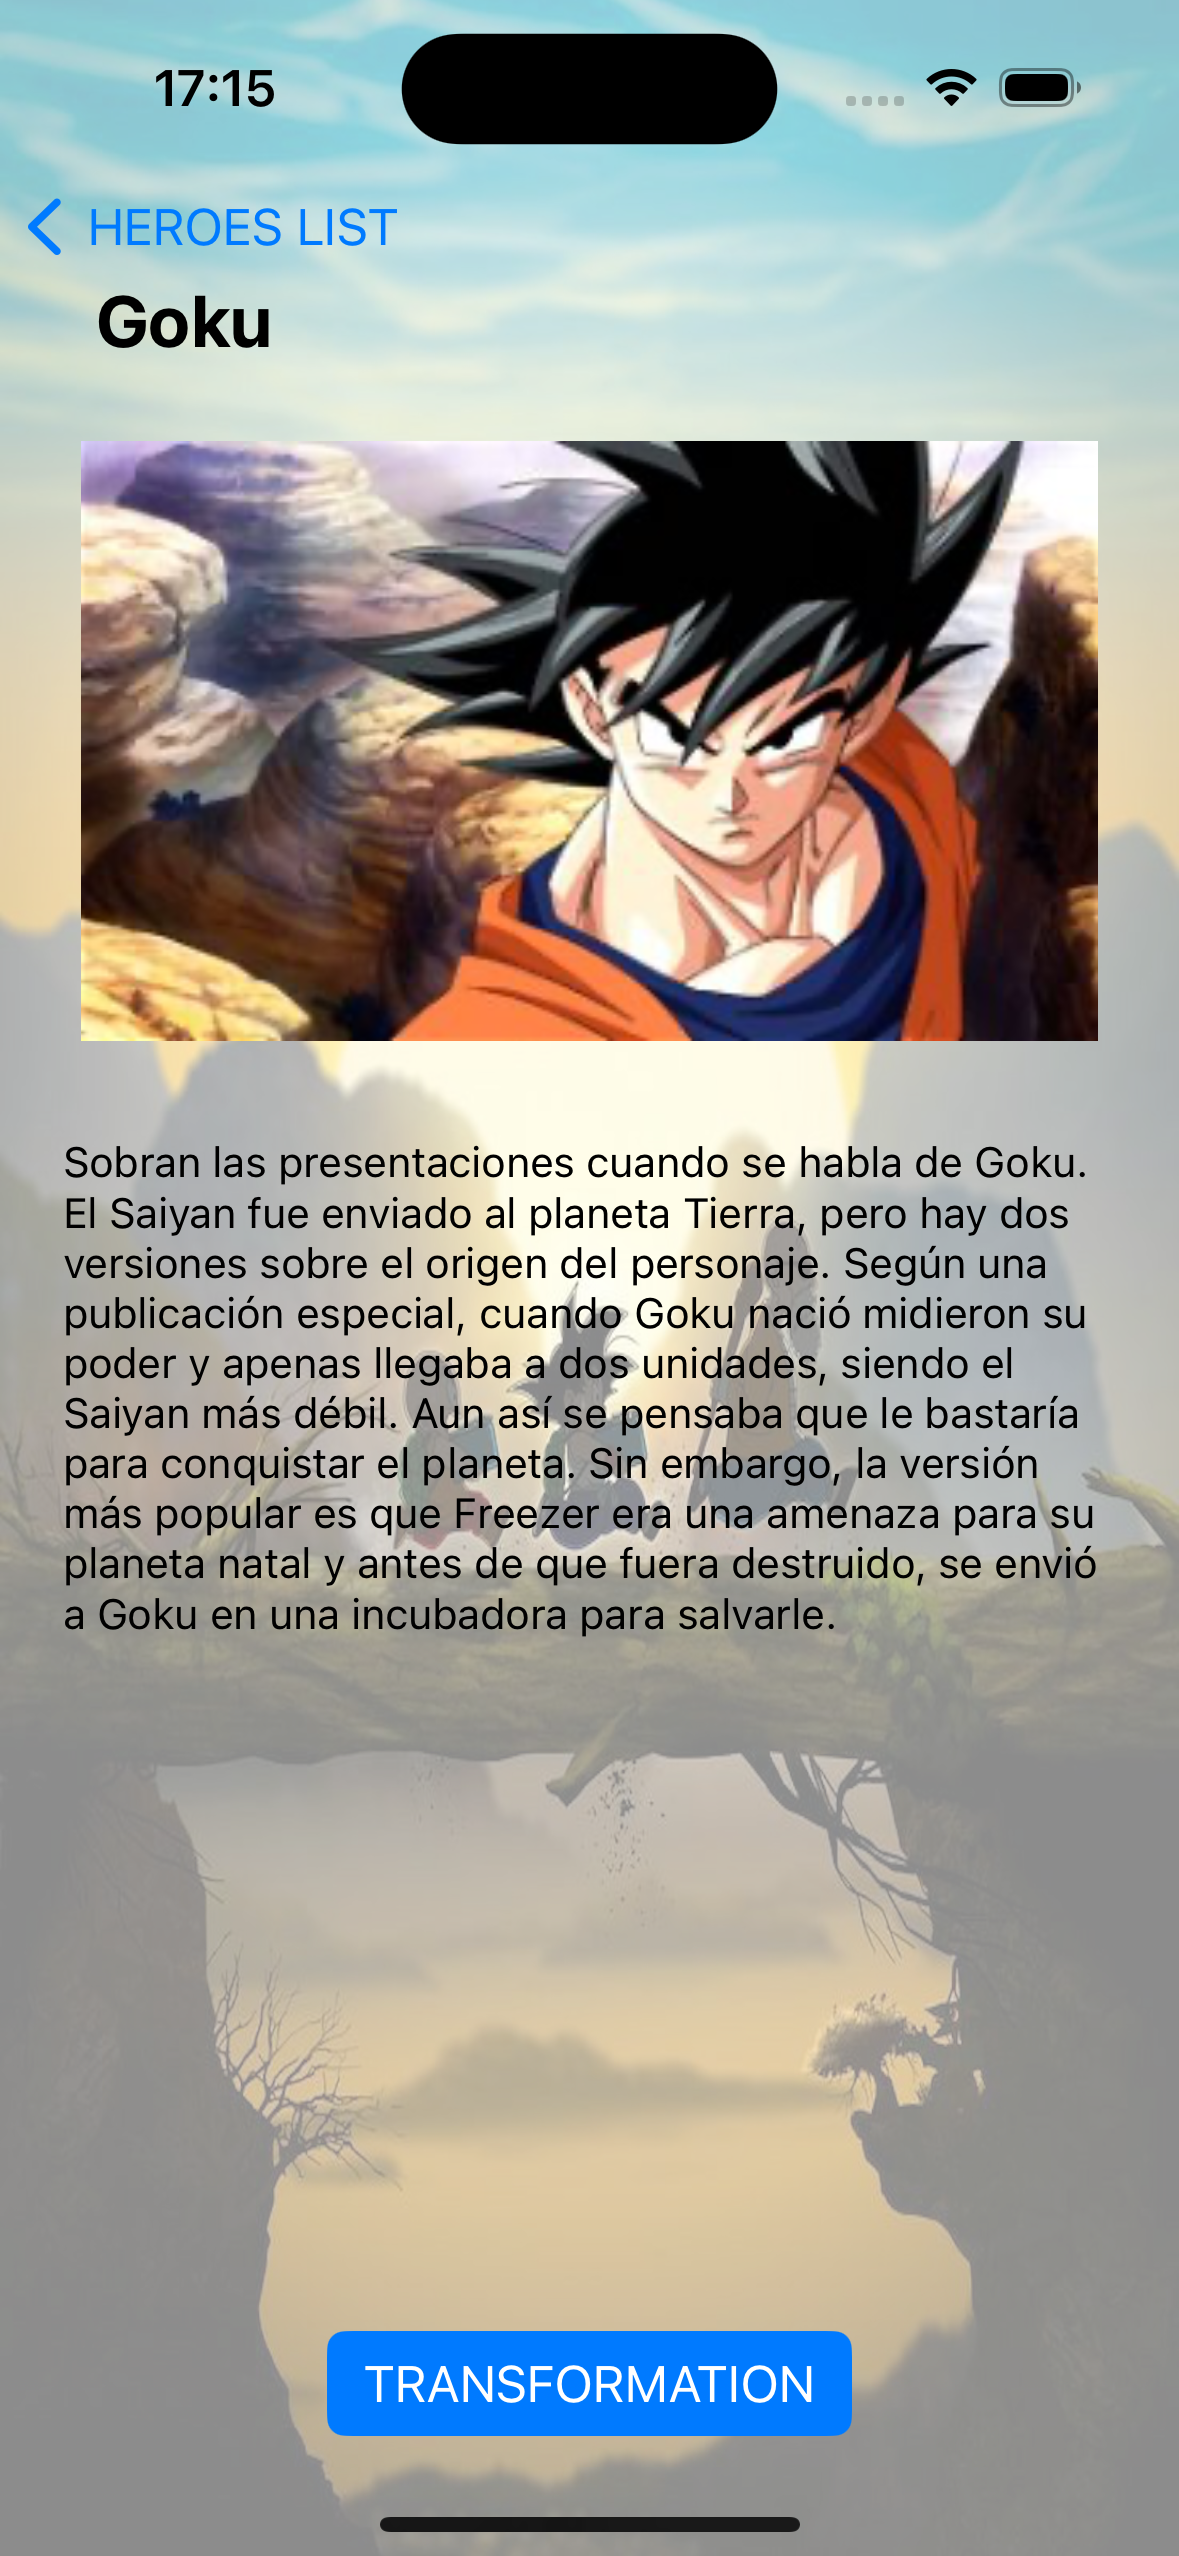 17:15
HEROES LIST
Goku
Sobran las presentaciones cuando se habla de Goku.
El Saiyan fue enviado al planeta Tierra, pero hay dos
versiones sobre el origen del personaje. Según una
publicación especial, cuando Goku nació midieron su
poder y apenas llegaba a dos unidades, siendo el
Saiyan más débil. Aun así se pensaba que le bastaría
para conquistar el planeta. Sin embargo, la versión
más popular es que Freezer era una amenaza para su
planeta natal y antes de que fuera destruido, se envió
a Goku en una incubadora para salvarle.
TRANSFORMATION